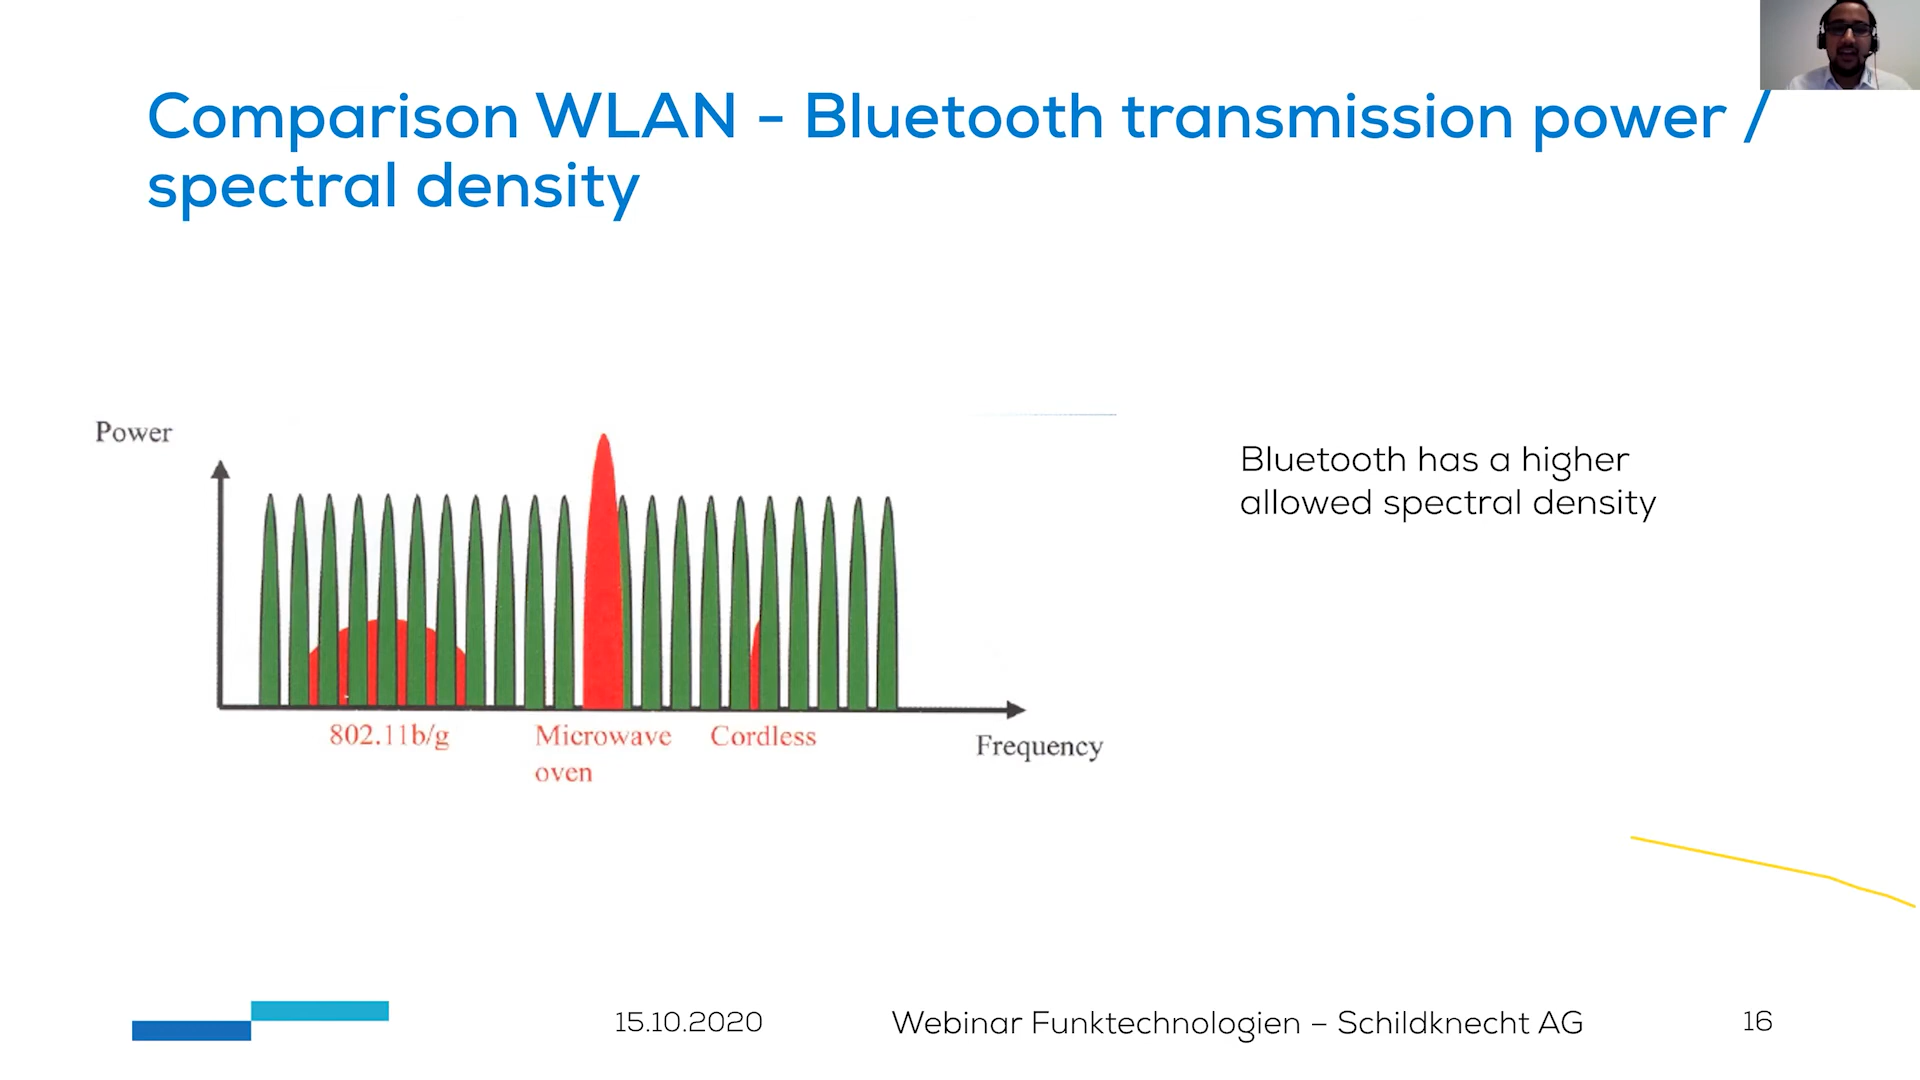 Comparison WLAN - Bluetooth transmission power /
spectral density
Power
Bluetooth has a higher
allowed spectral density
802.11b/g
Microwave
oven
Cordless
Frequency
15.10.2020
Webinar Funktechnologien – Schildknecht AG
16